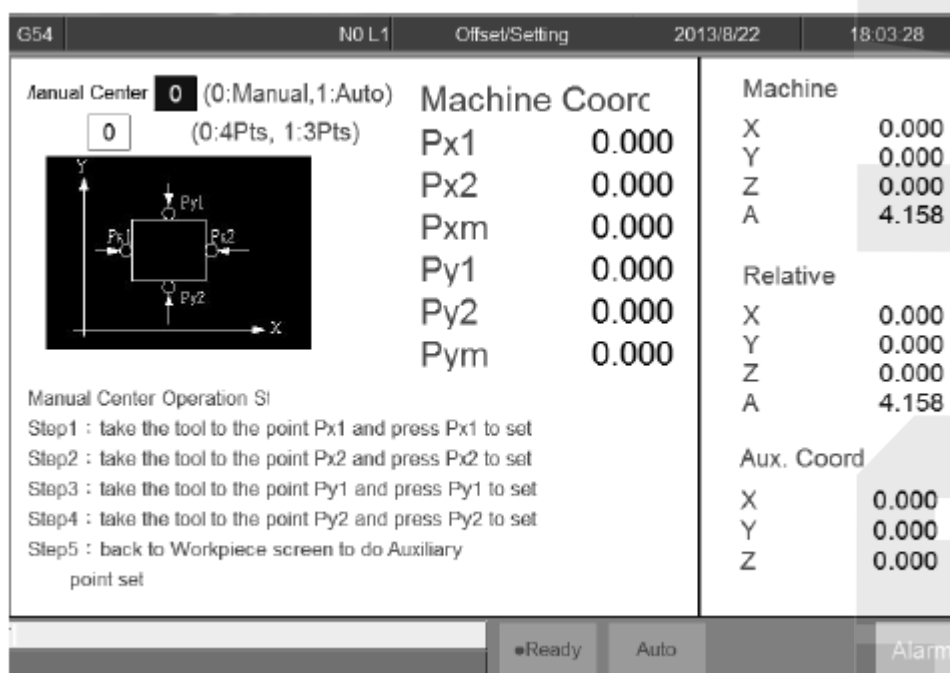 G54 N0 L1 Offset/Setting 2013/8/22 18:03:28
Manual Center 0 (0:Manual,1:Auto)
0 (0:4Pts, 1:3Pts)
Y
Py1
Px1 Px2
Py2
X
Machine Coord
Px1 0.000
Px2 0.000
Pxm 0.000
Py1 0.000
Py2 0.000
Pym 0.000
Manual Center Operation St
Step1 : take the tool to the point Px1 and press Px1 to set
Step2 : take the tool to the point Px2 and press Px2 to set
Step3 : take the tool to the point Py1 and press Py1 to set
Step4 : take the tool to the point Py2 and press Py2 to set
Step5 : back to Workpiece screen to do Auxiliary
point set
Machine
X 0.000
Y 0.000
Z 0.000
A 4.158
Relative
X 0.000
Y 0.000
Z 0.000
A 4.158
Aux. Coord
X 0.000
Y 0.000
Z 0.000
●Ready Auto Alarm